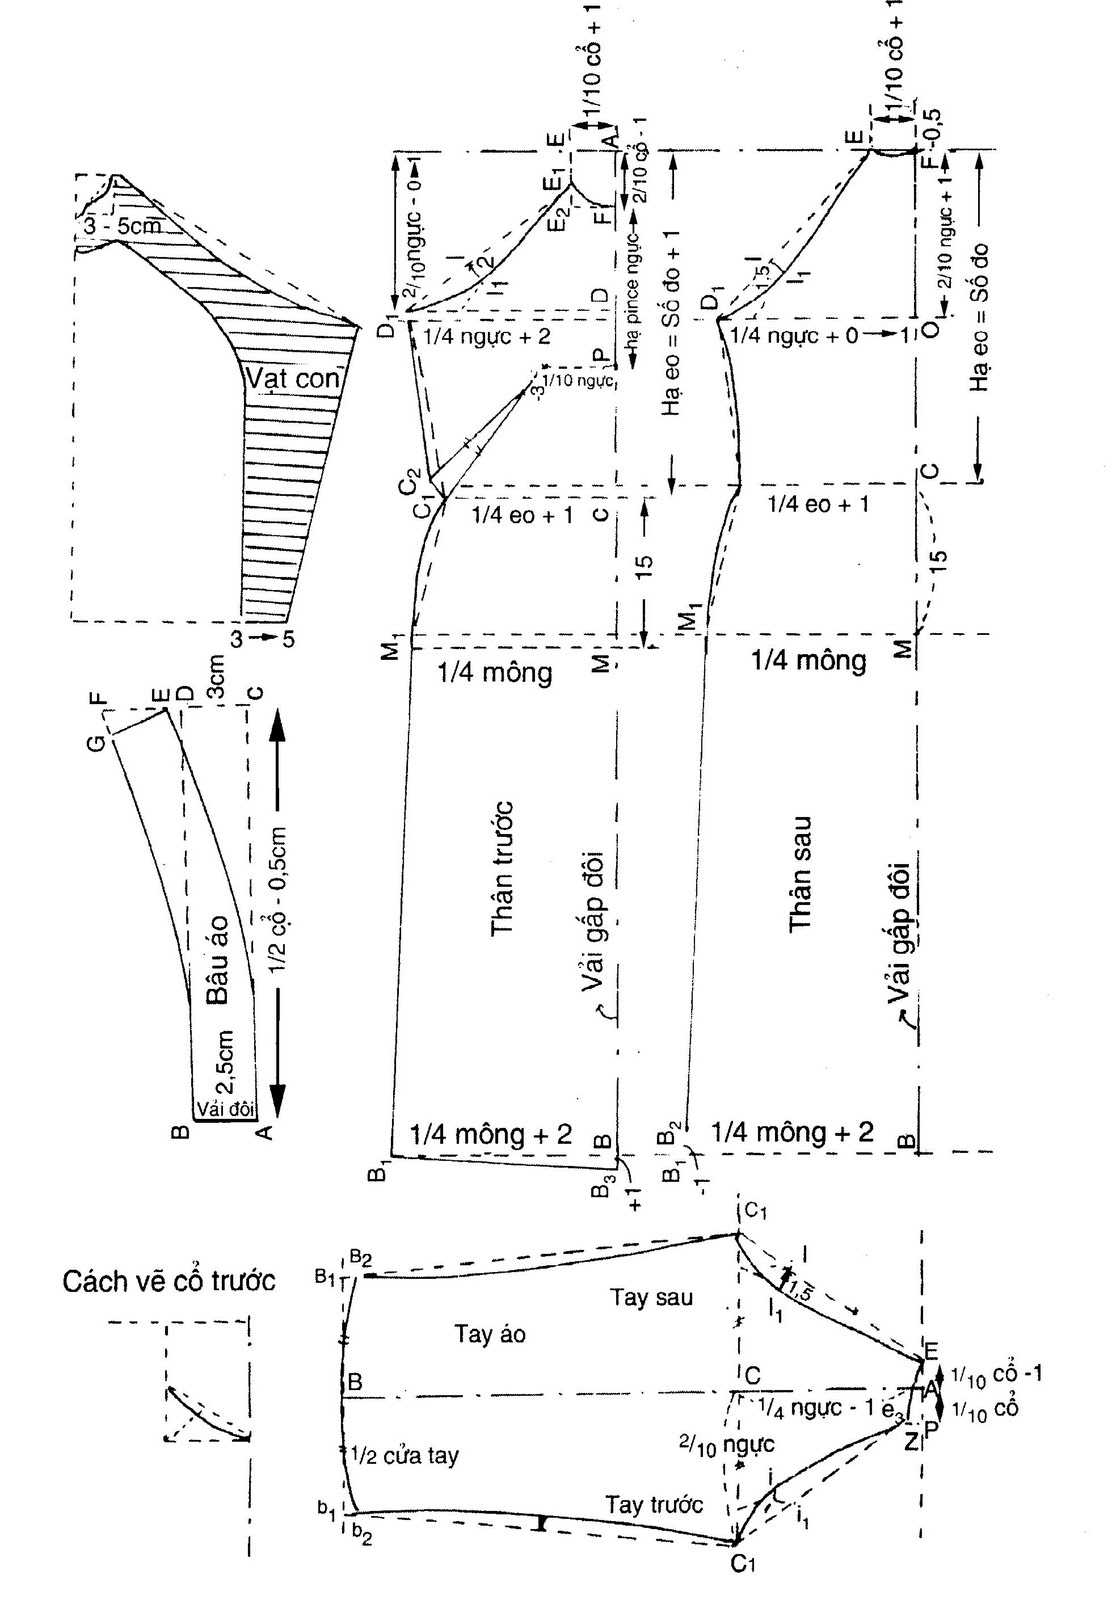 1/10 cổ + 1
1/10 cổ + 1
E
A
E
F
-0,5
E1
E2
F
2/10 cổ - 1
2/10 ngực - 0→1
2/10 ngực + 1
3 - 5cm
I
2
I1
I
1,5
I1
hạ pince ngực
Hạ eo = Số đo + 1
Hạ eo = Số đo
D1
D
1/4 ngực + 2
D1
1/4 ngực + 0 → 1
O
P
1/10 ngực
3
Vạt con
C2
C1
1/4 eo + 1
C
1/4 eo + 1
C
15
15
3 → 5
M1
1/4 mông
M
M1
1/4 mông
M
F
E
D
3cm
C
G
1/2 cổ - 0,5cm
Bâu áo
2,5cm
Vải đôi
B
A
Thân trước
Vải gấp đôi
Thân sau
Vải gấp đôi
B1
1/4 mông + 2
B
B3
+1
B2
B1
-1
1/4 mông + 2
B
Cách vẽ cổ trước
B2
B1
C1
I
1,5
I1
Tay sau
Tay áo
E
1/10 cổ -1
B
C
A
1/4 ngực - 1 e3
1/10 cổ
Z
P
2/10 ngực
1/2 cửa tay
Tay trước
i
i1
b1
b2
C1